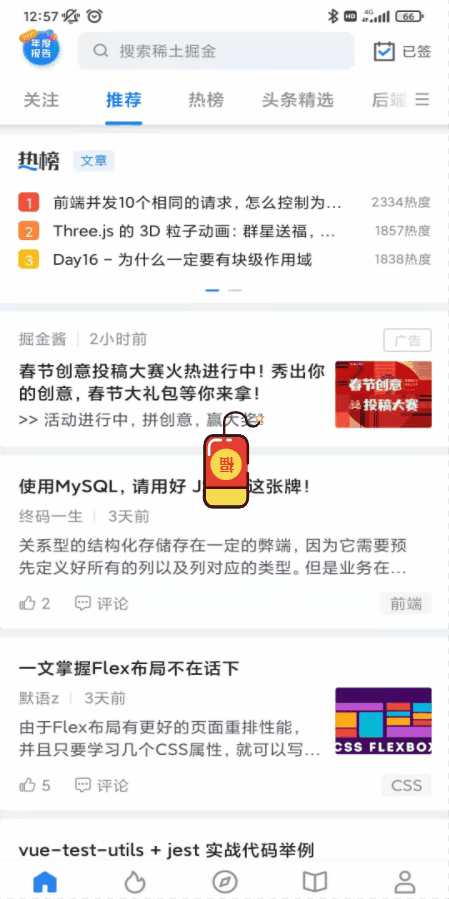 12:57
HD
4G
66
年度
报告
搜索稀土掘金
已签
关注
推荐
热榜
头条精选
后端
热榜
文章
1 前端并发10个相同的请求，怎么控制为... 2334热度
2 Three.js 的 3D 粒子动画：群星送福，... 1857热度
3 Day16 - 为什么一定要有块级作用域 1838热度
掘金酱 | 2小时前
广告
春节创意投稿大赛火热进行中！秀出你
的创意，春节大礼包等你来拿！
>> 活动进行中，拼创意，赢大奖
春节创意
投稿大赛
福
使用MySQL，请用好 J 这张牌！
终码一生 | 3天前
关系型的结构化存储存在一定的弊端，因为它需要预
先定义好所有的列以及列对应的类型。但是业务在...
2
评论
前端
一文掌握Flex布局不在话下
默语z | 3天前
由于Flex布局有更好的页面重排性能，
并且只要学习几个CSS属性，就可以写...
CSS FLEXBOX
5
评论
CSS
vue-test-utils + jest 实战代码举例